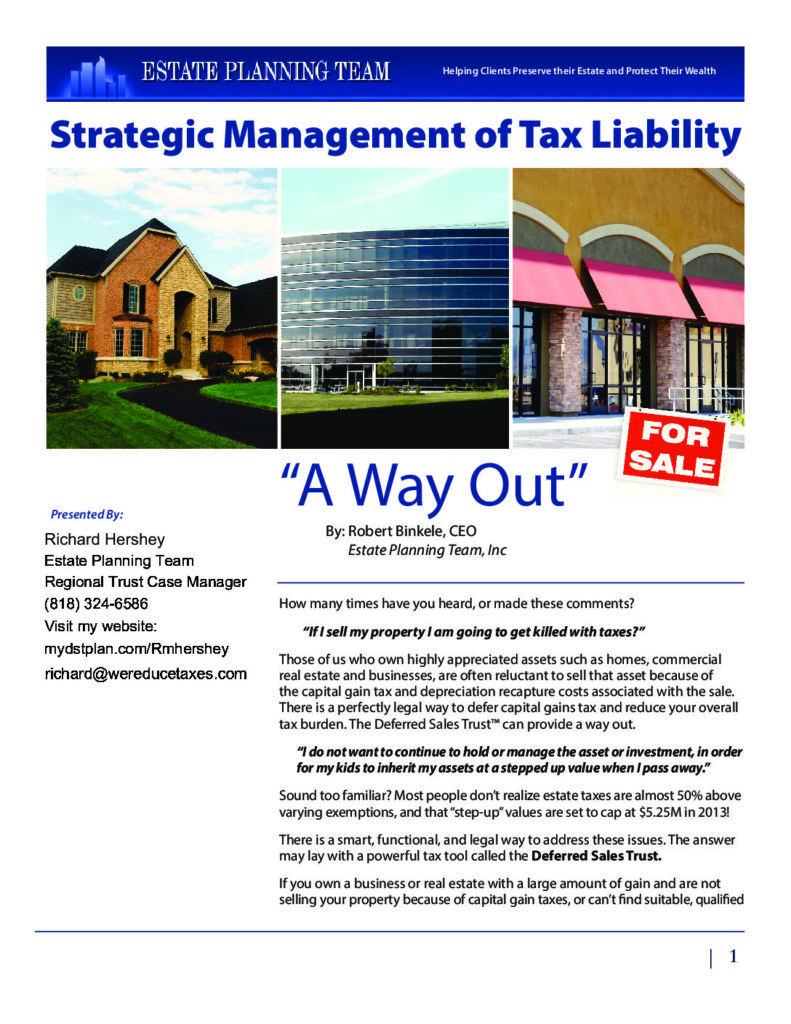 ESTATE PLANNING TEAM
Helping Clients Preserve their Estate and Protect Their Wealth
Strategic Management of Tax Liability
FOR
SALE
“A Way Out”
By: Robert Binkele, CEO
Estate Planning Team, Inc
Presented By:
Richard Hershey
Estate Planning Team
Regional Trust Case Manager
(818) 324-6586
Visit my website:
mydstplan.com/Rmhershey
richard@wereducetaxes.com
How many times have you heard, or made these comments?
“If I sell my property I am going to get killed with taxes?”
Those of us who own highly appreciated assets such as homes, commercial
real estate and businesses, are often reluctant to sell that asset because of
the capital gain tax and depreciation recapture costs associated with the sale.
There is a perfectly legal way to defer capital gains tax and reduce your overall
tax burden. The Deferred Sales Trust™ can provide a way out.
“I do not want to continue to hold or manage the asset or investment, in order
for my kids to inherit my assets at a stepped up value when I pass away.”
Sound too familiar? Most people don’t realize estate taxes are almost 50% above
varying exemptions, and that “step-up” values are set to cap at $5.25M in 2013!
There is a smart, functional, and legal way to address these issues. The answer
may lay with a powerful tax tool called the Deferred Sales Trust.
If you own a business or real estate with a large amount of gain and are not
selling your property because of capital gain taxes, or can’t find suitable, qualified
1